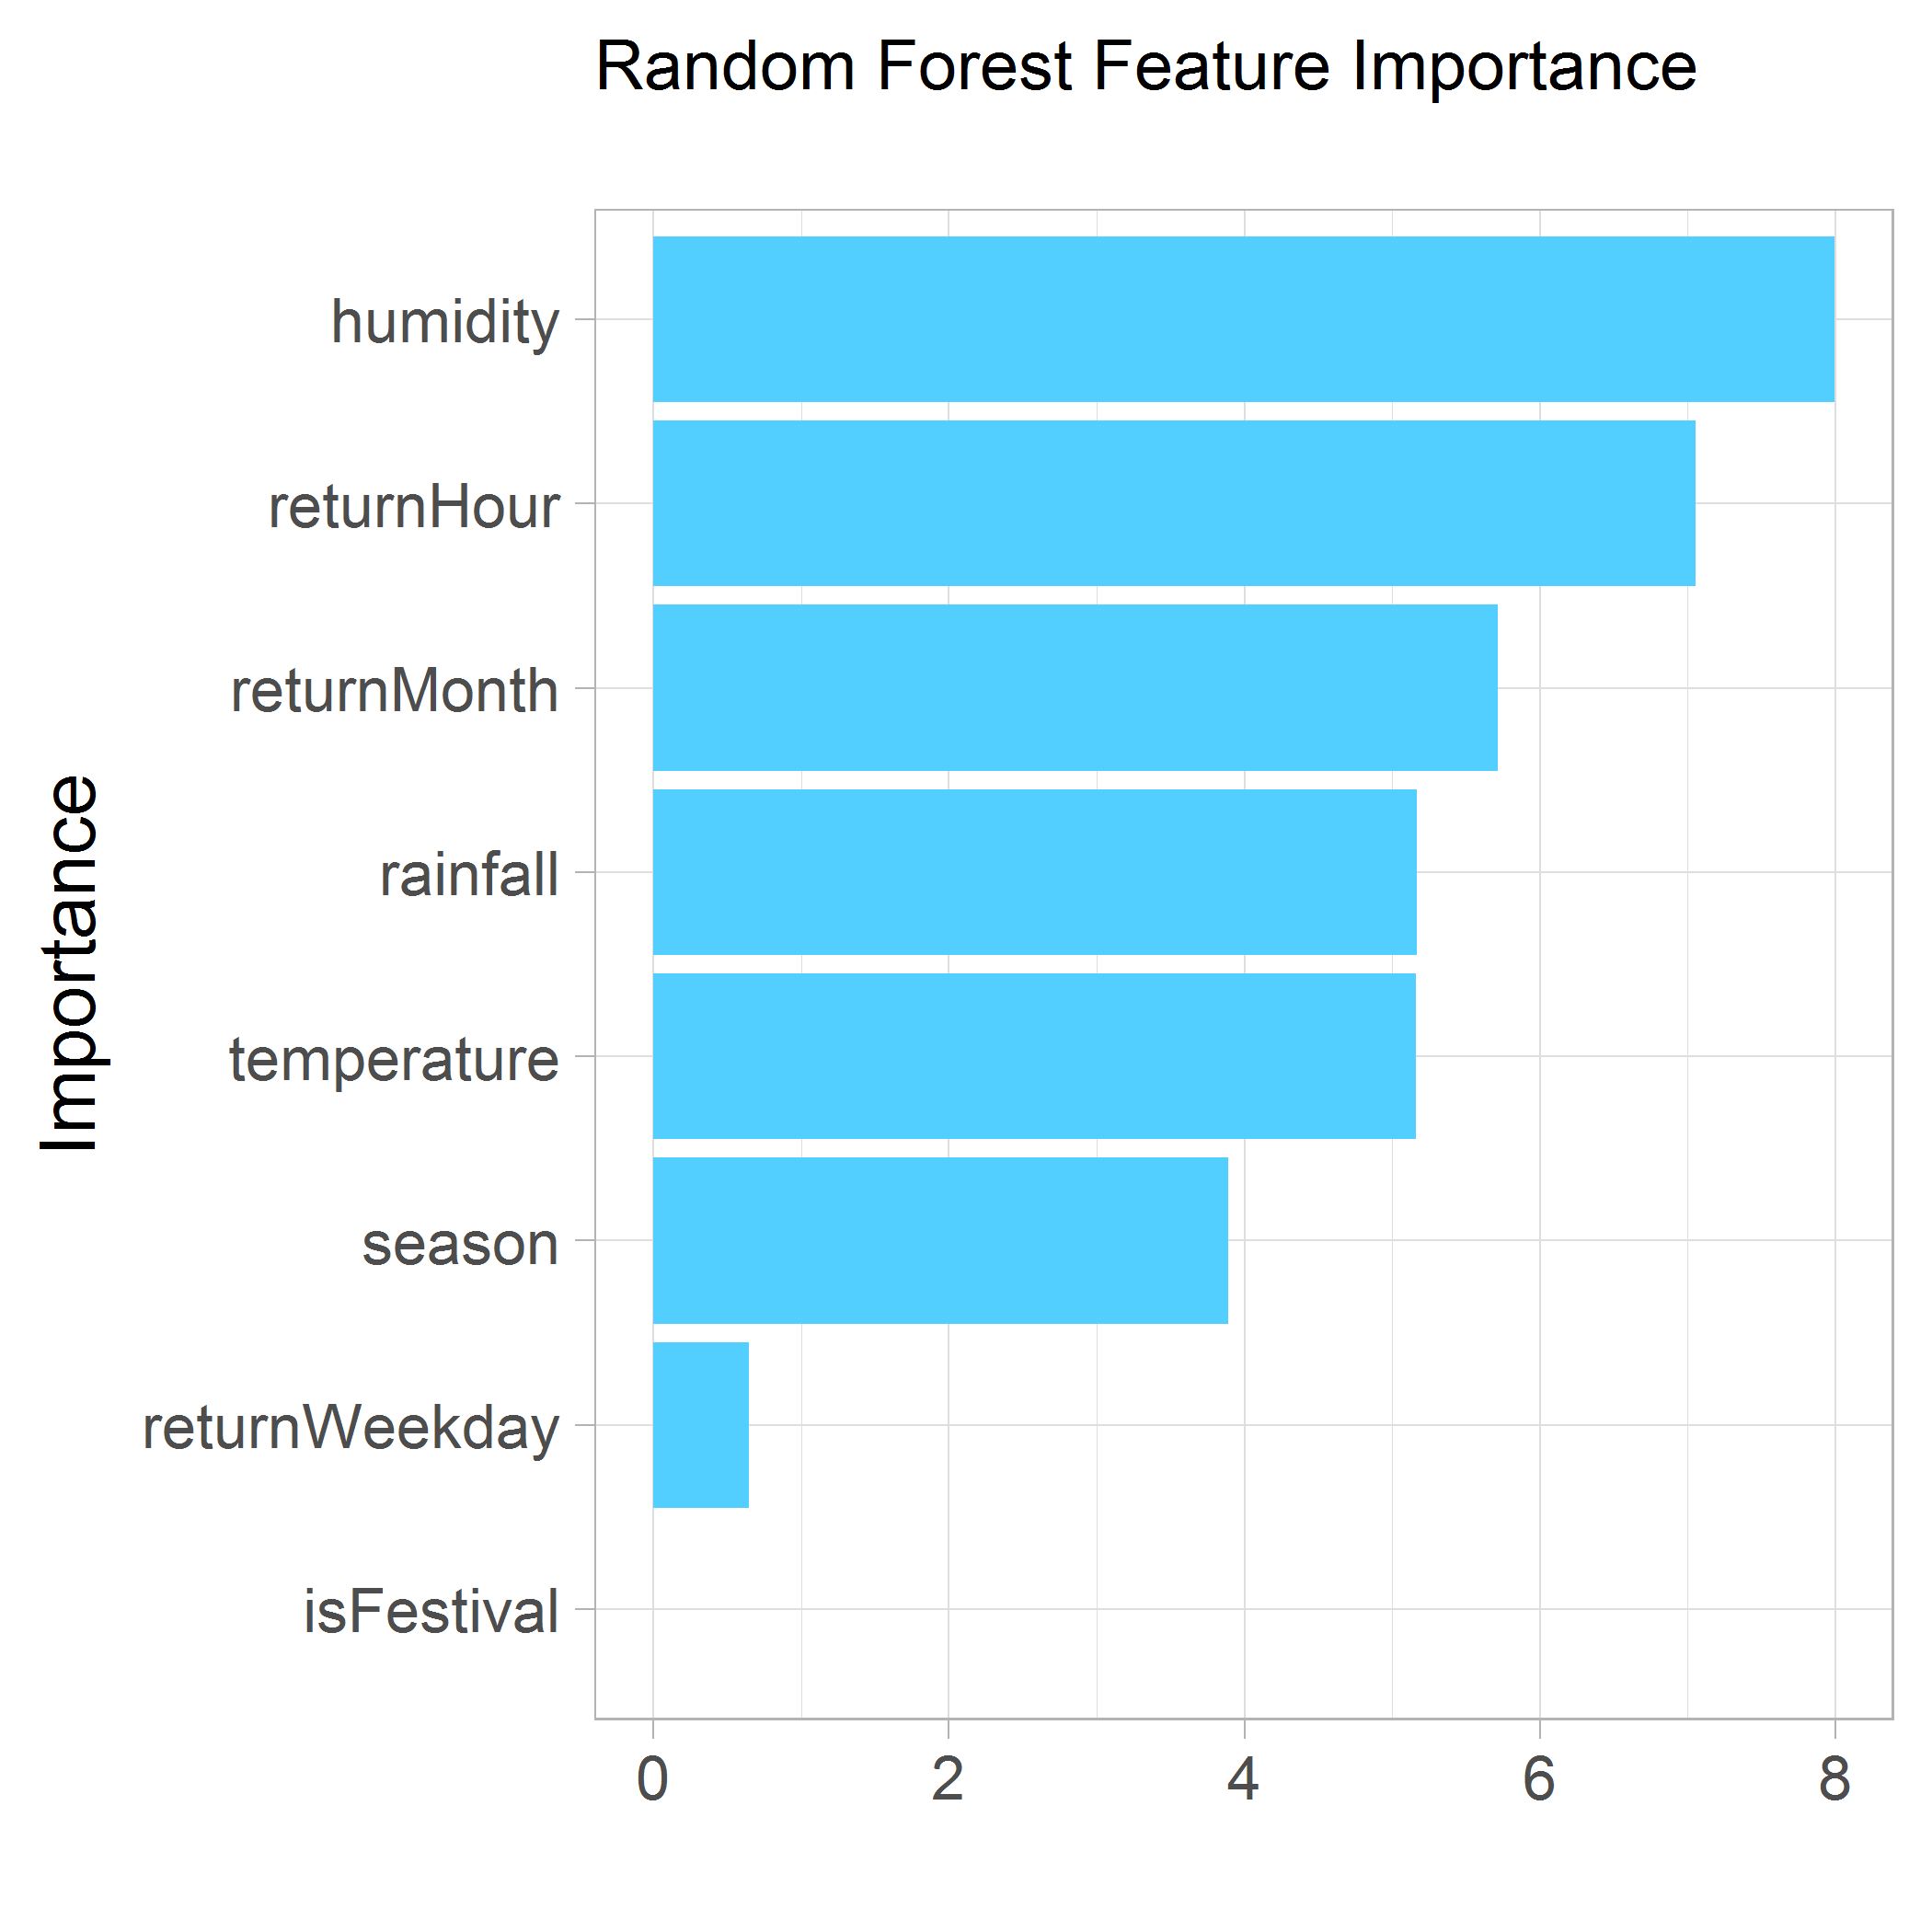 Random Forest Feature Importance
Importance
humidity
returnHour
returnMonth
rainfall
temperature
season
returnWeekday
isFestival
0 2 4 6 8